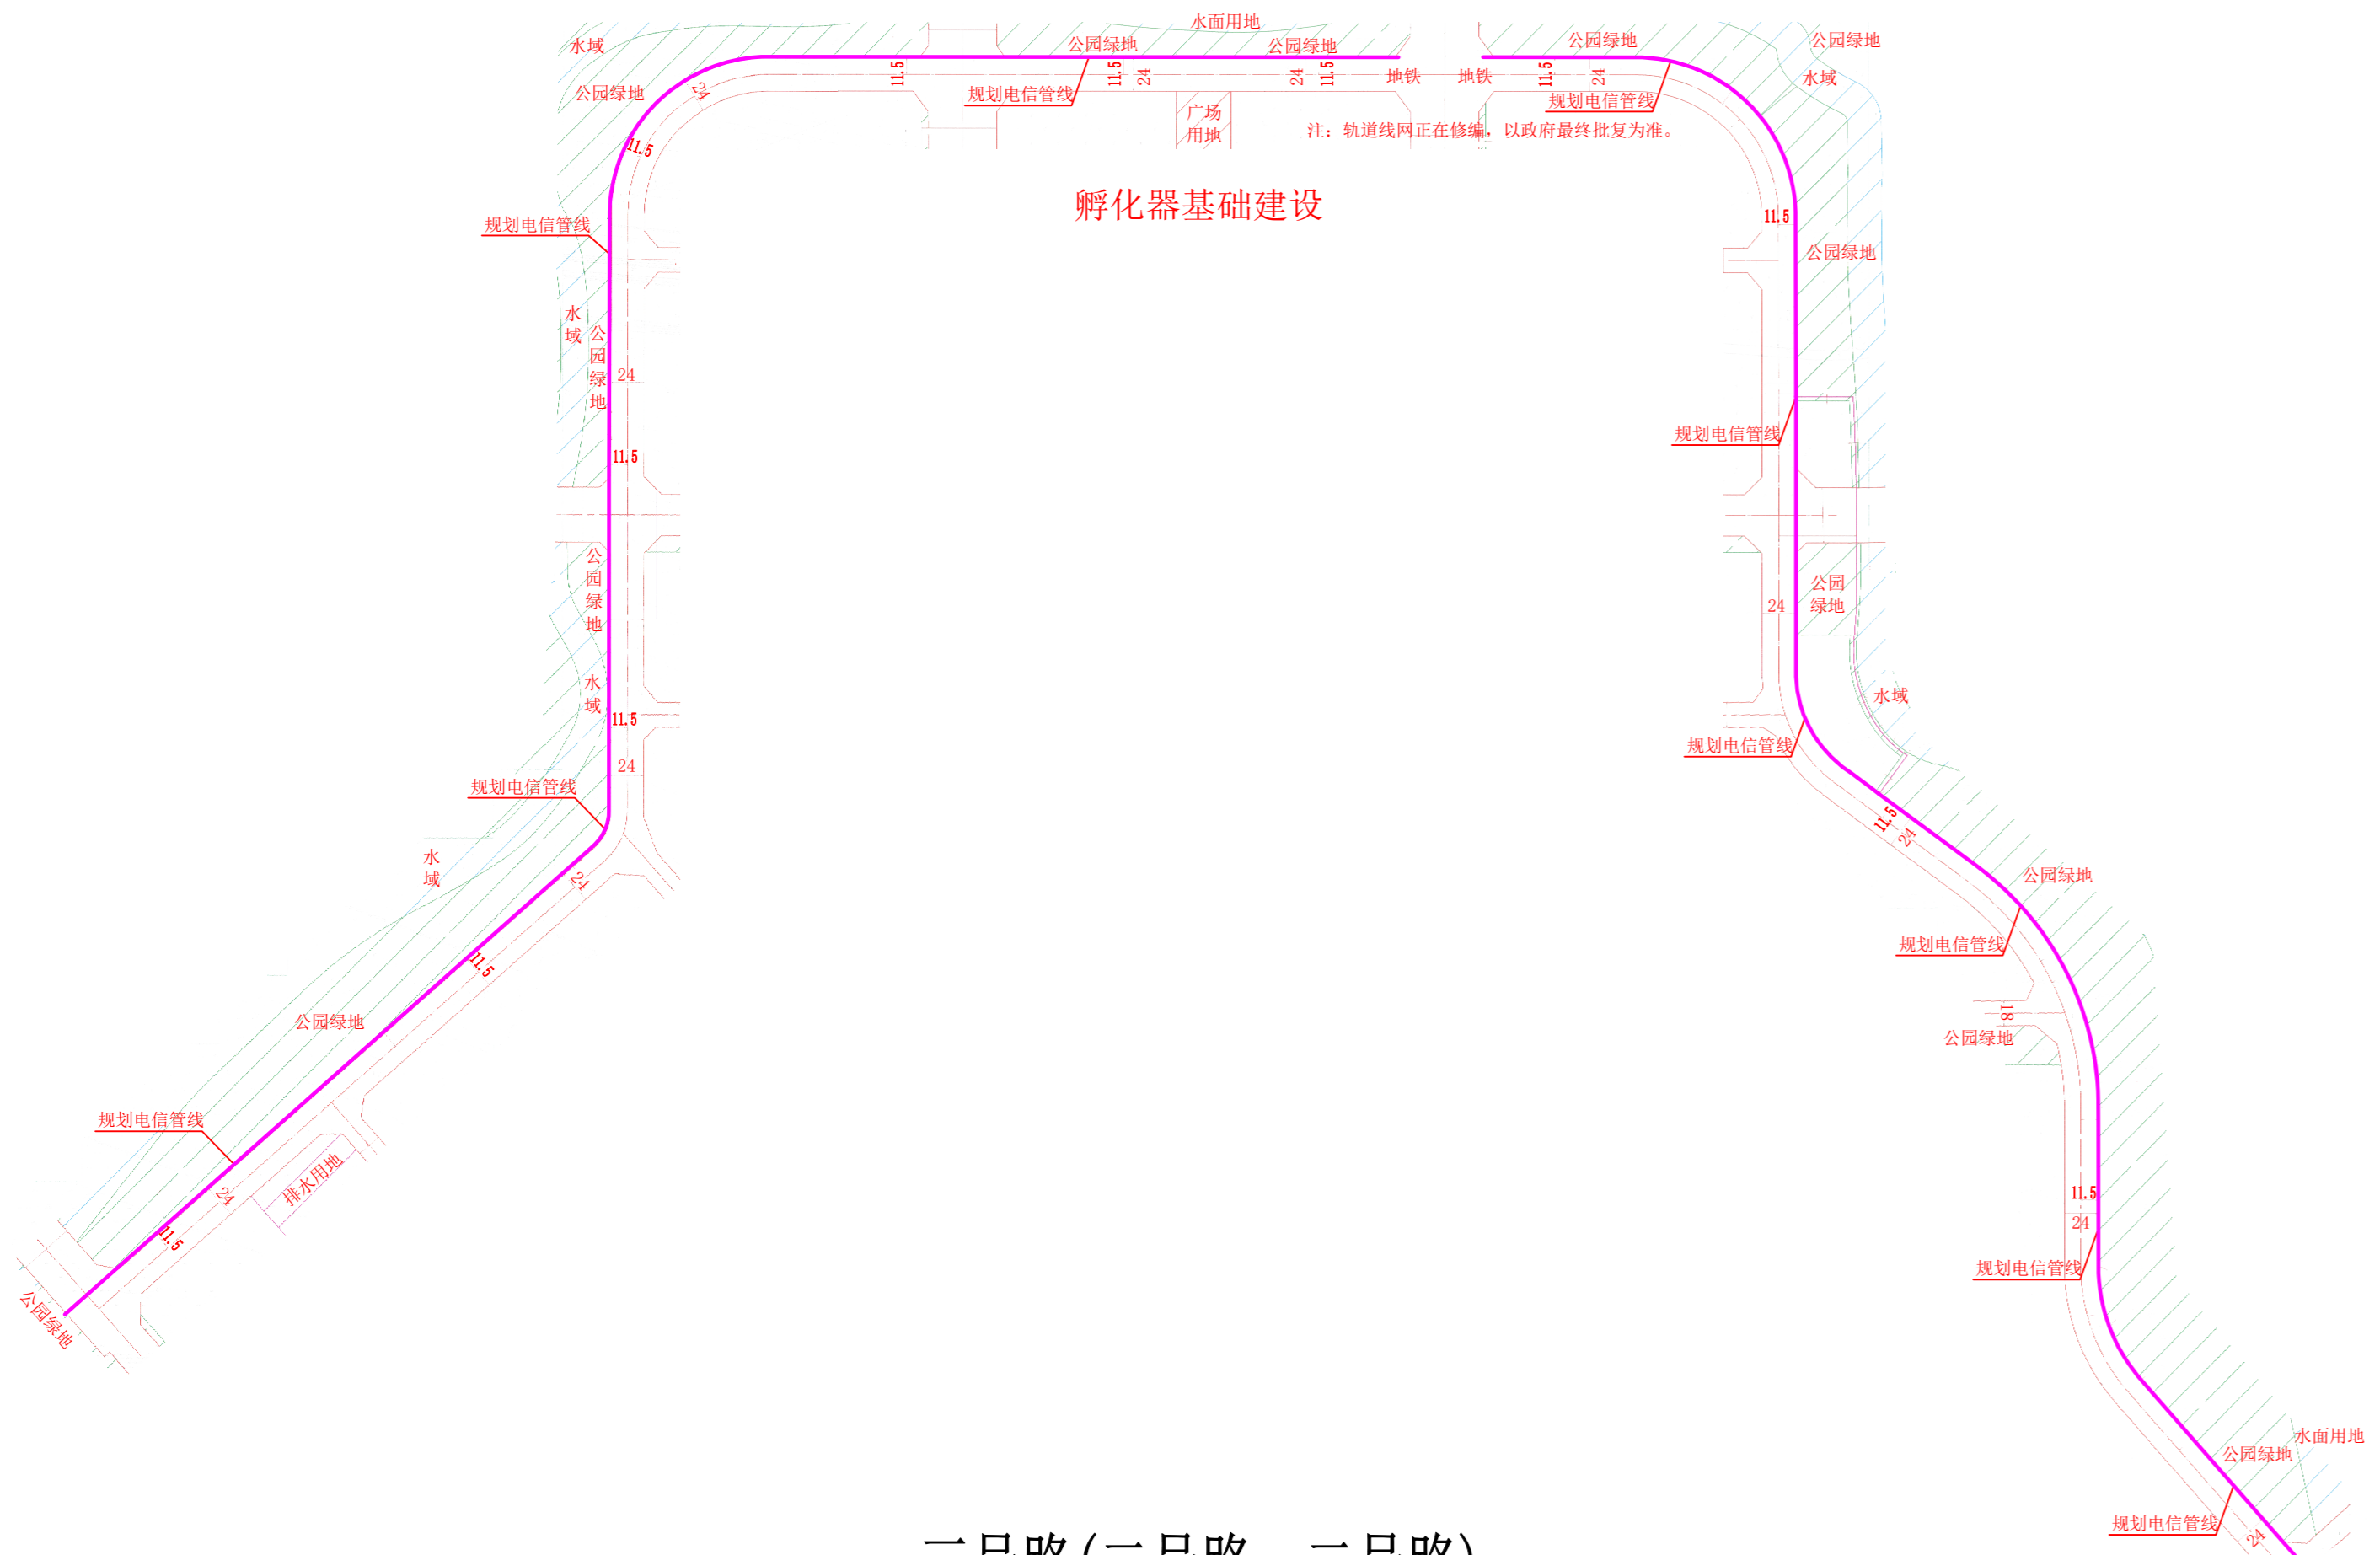 水面用地
水域
公园绿地
公园绿地
公园绿地
公园绿地
水域
地铁
地铁
11.5
11.5
24
24
11.5
11.5
24
公园绿地
24
规划电信管线
规划电信管线
广场
用地
注：轨道线网正在修编，以政府最终批复为准。
11.5
孵化器基础建设
11.5
规划电信管线
公园绿地
水
域
公
园
绿
地
24
规划电信管线
11.5
公
园
绿
地
公园
绿地
24
水
域
水域
11.5
规划电信管线
24
规划电信管线
11.5
24
水
域
公园绿地
24
规划电信管线
11.5
18
公园绿地
公园绿地
规划电信管线
排水用地
24
11.5
11.5
24
规划电信管线
公园绿地
水面用地
公园绿地
规划电信管线
24